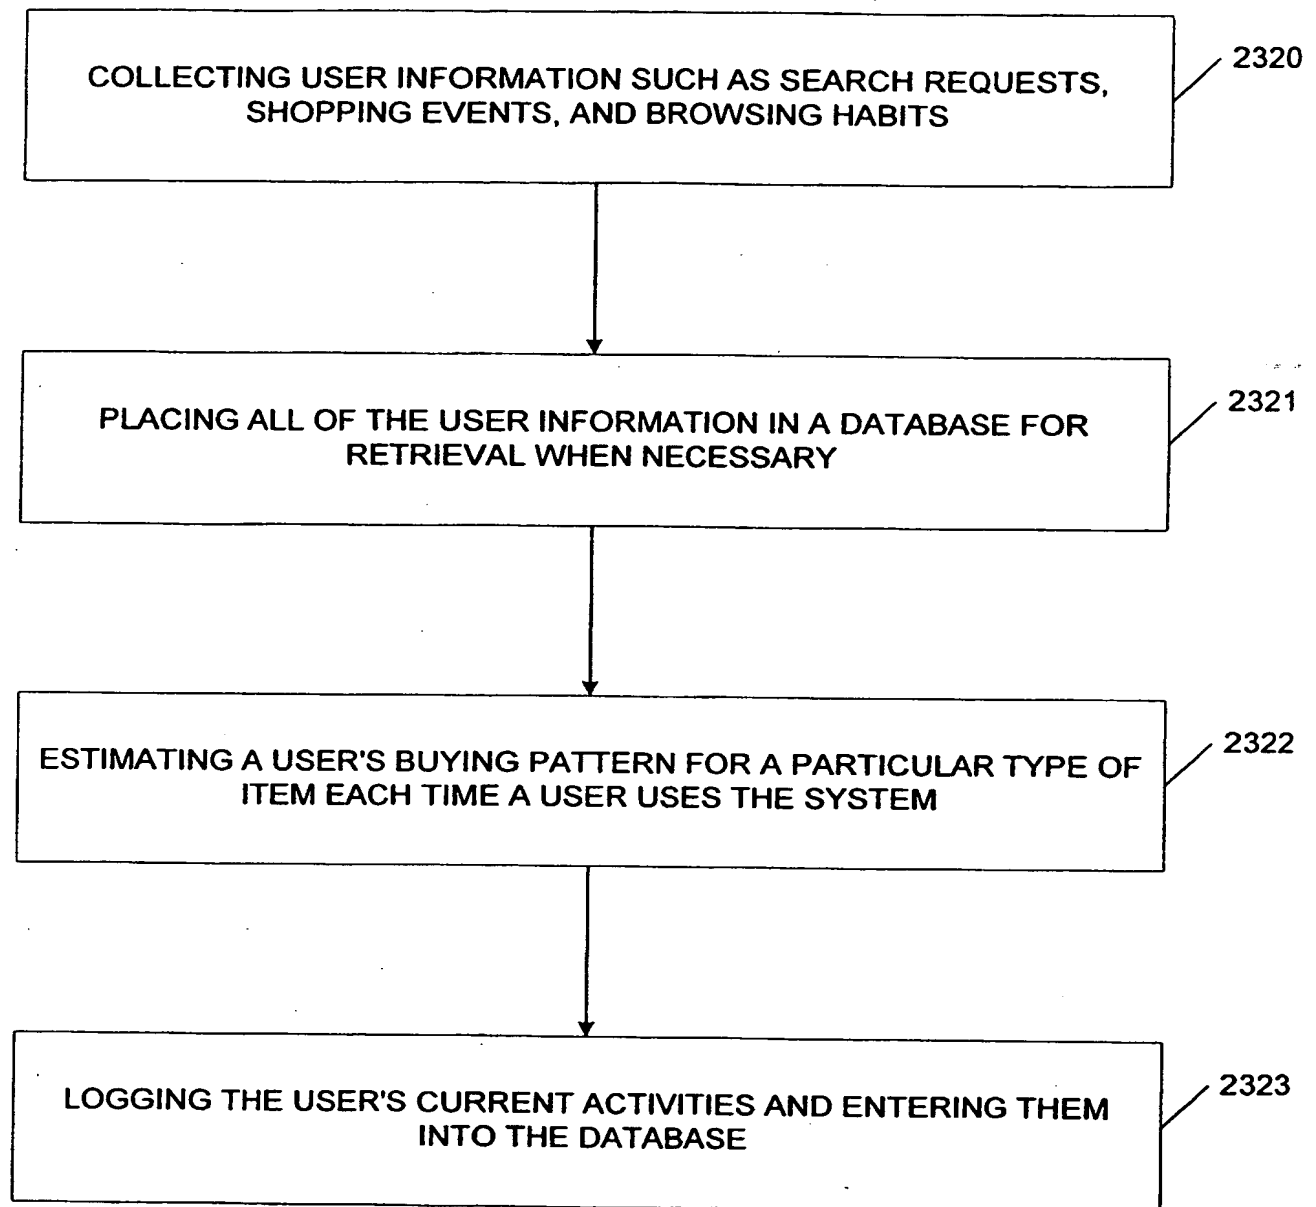 COLLECTING USER INFORMATION SUCH AS SEARCH REQUESTS,
SHOPPING EVENTS, AND BROWSING HABITS
2320
PLACING ALL OF THE USER INFORMATION IN A DATABASE FOR
RETRIEVAL WHEN NECESSARY
2321
ESTIMATING A USER'S BUYING PATTERN FOR A PARTICULAR TYPE OF
ITEM EACH TIME A USER USES THE SYSTEM
2322
LOGGING THE USER'S CURRENT ACTIVITIES AND ENTERING THEM
INTO THE DATABASE
2323